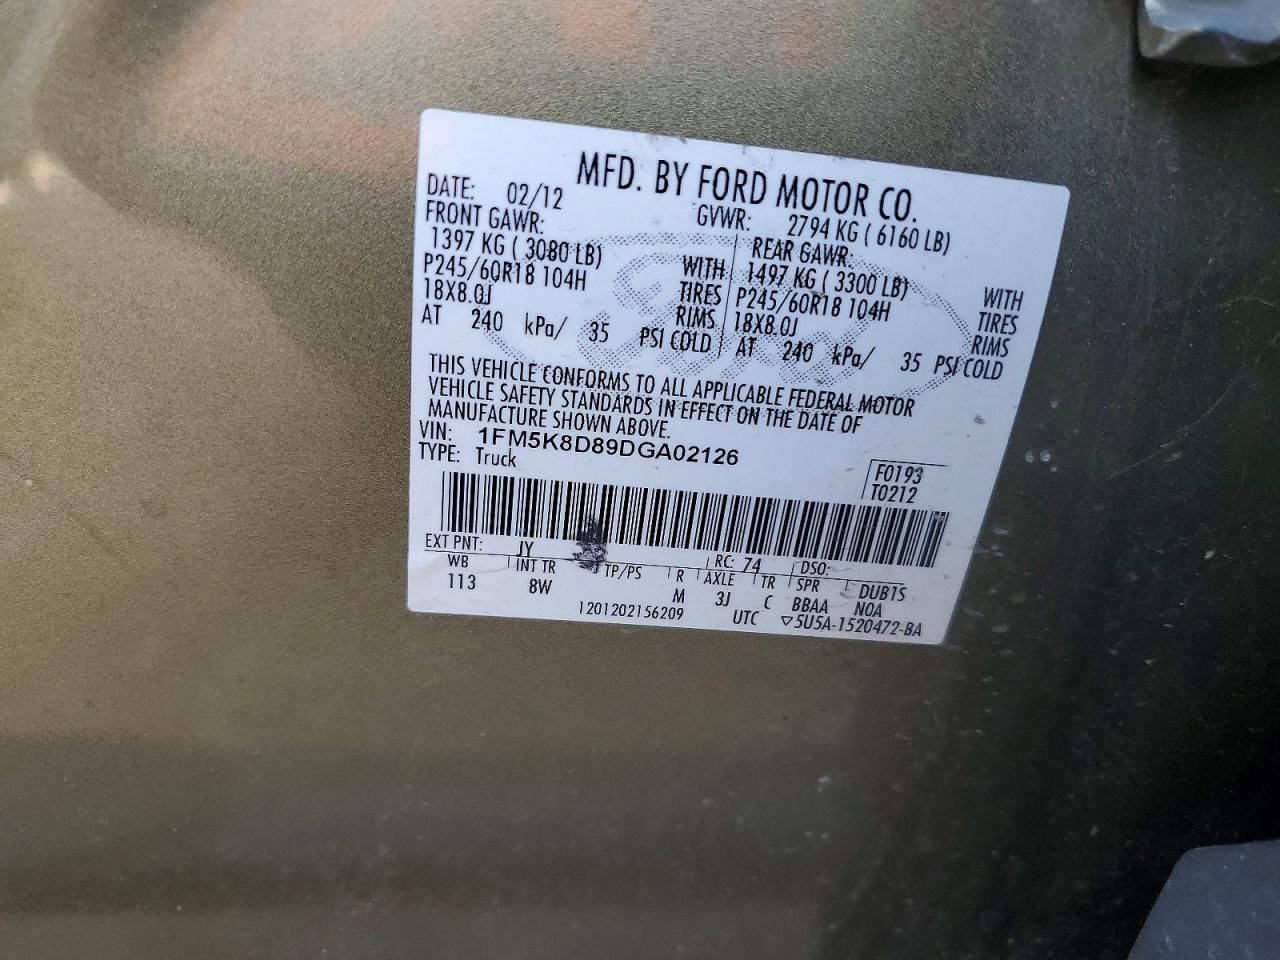 MFD. BY FORD MOTOR CO.
DATE: 02/12 GVWR: 2794 KG ( 6160 LB)
FRONT GAWR: REAR GAWR:
1397 KG ( 3080 LB) WITH 1497 KG ( 3300 LB) WITH
P245/60R18 104H TIRES P245/60R18 104H TIRES
18X8.0J RIMS 18X8.0J RIMS
AT 240 kPa/ 35 PSI COLD AT 240 kPa/ 35 PSI COLD
THIS VEHICLE CONFORMS TO ALL APPLICABLE FEDERAL MOTOR
VEHICLE SAFETY STANDARDS IN EFFECT ON THE DATE OF
MANUFACTURE SHOWN ABOVE.
VIN: 1FM5K8D89DGA02126
TYPE: Truck
F0193
T0212
EXT PNT: JY RC: 74 DSO:
WB INT TR TP/PS R AXLE TR SPR DUB1S
113 8W M 3J C BBAA N0A
1201202156209 UTC ▽5U5A-1520472-BA